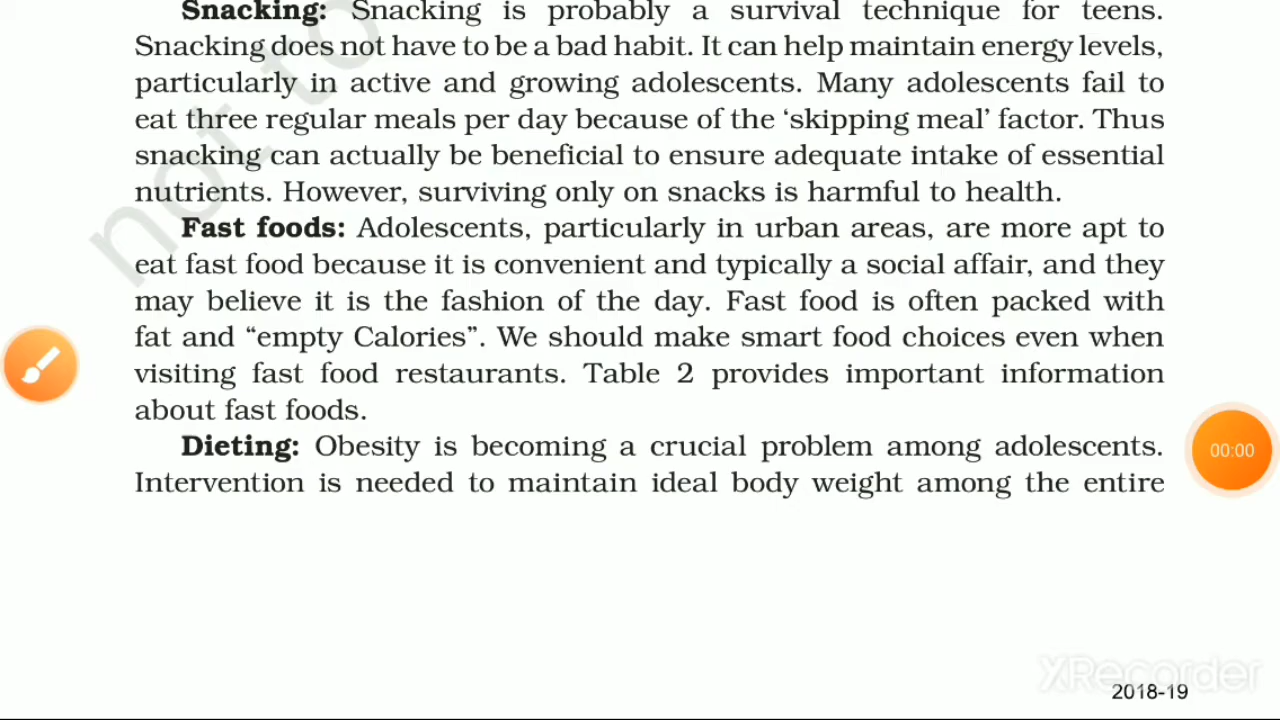 Snacking: Snacking is probably a survival technique for teens.
Snacking does not have to be a bad habit. It can help maintain energy levels,
particularly in active and growing adolescents. Many adolescents fail to
eat three regular meals per day because of the ‘skipping meal’ factor. Thus
snacking can actually be beneficial to ensure adequate intake of essential
nutrients. However, surviving only on snacks is harmful to health.
Fast foods: Adolescents, particularly in urban areas, are more apt to
eat fast food because it is convenient and typically a social affair, and they
may believe it is the fashion of the day. Fast food is often packed with
fat and “empty Calories”. We should make smart food choices even when
visiting fast food restaurants. Table 2 provides important information
about fast foods.
Dieting: Obesity is becoming a crucial problem among adolescents.
Intervention is needed to maintain ideal body weight among the entire
not to
00:00
XRecorder
2018-19